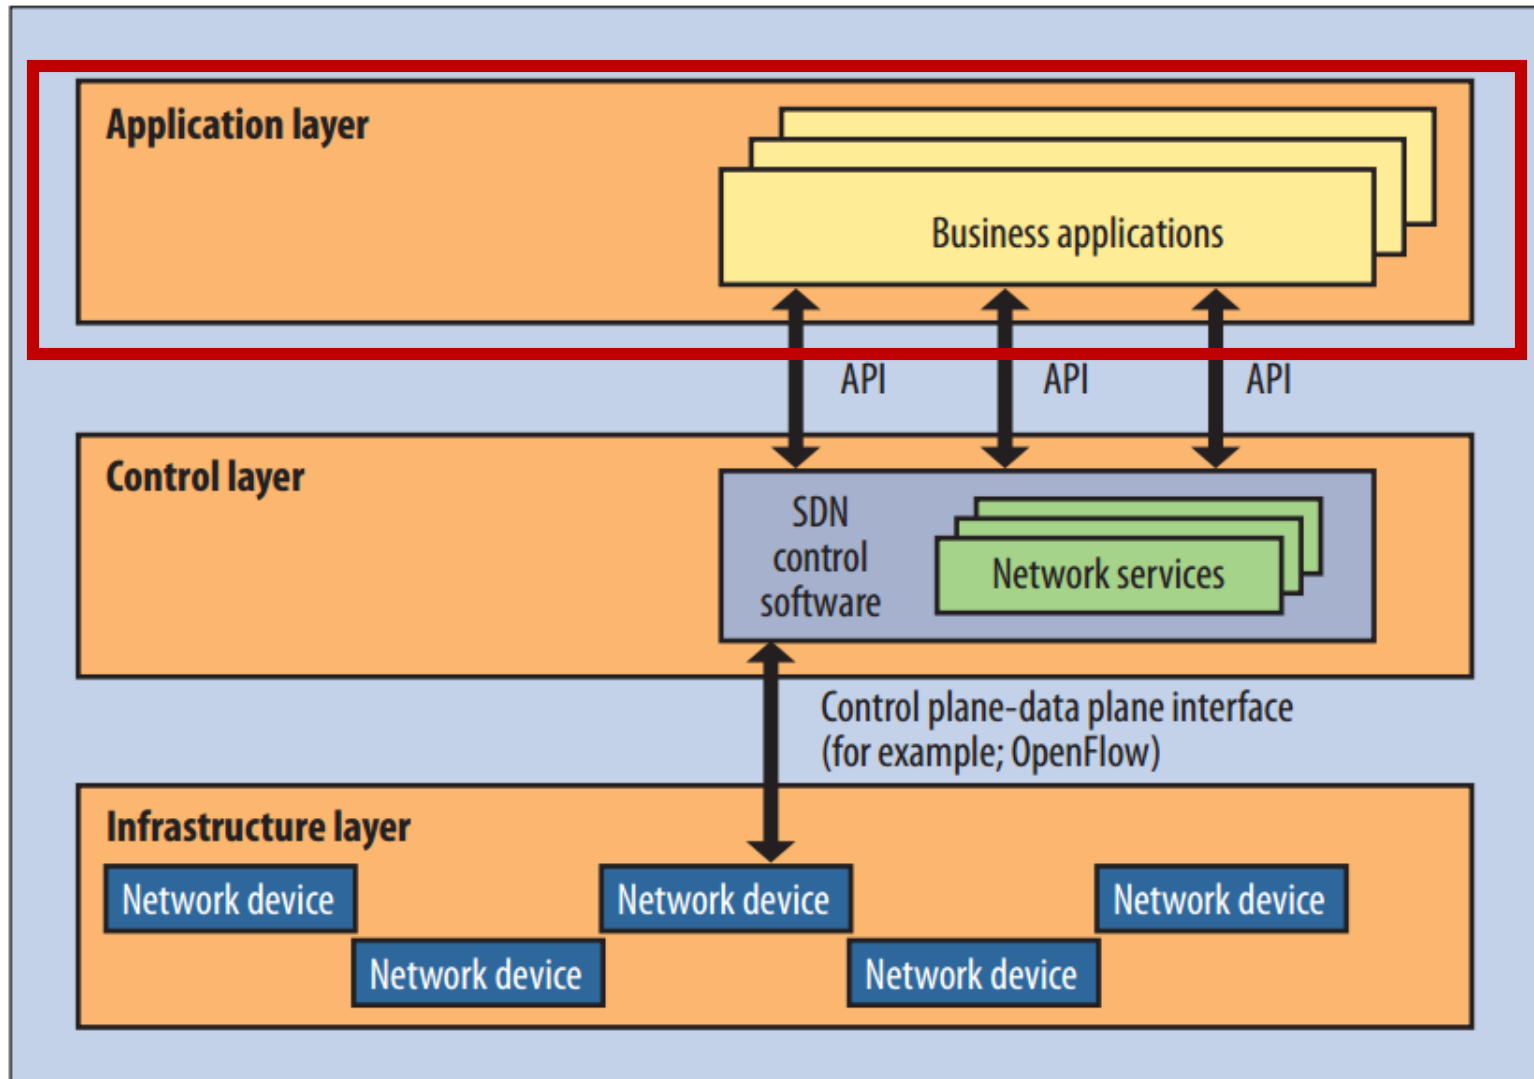 Application layer
Business applications
API
API
API
Control layer
SDN
control
software
Network services
Control plane-data plane interface
(for example; OpenFlow)
Infrastructure layer
Network device
Network device
Network device
Network device
Network device